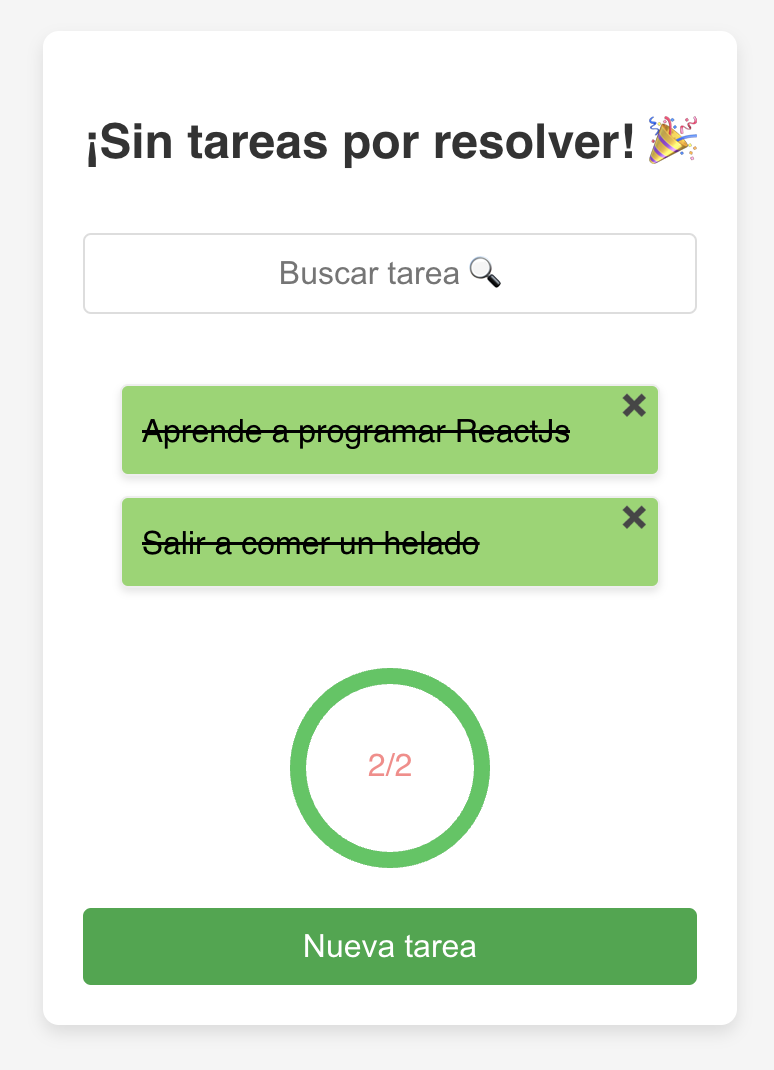 ¡Sin tareas por resolver! 🎉
Buscar tarea 🔍
Aprende a programar ReactJs
Salir a comer un helado
2/2
Nueva tarea